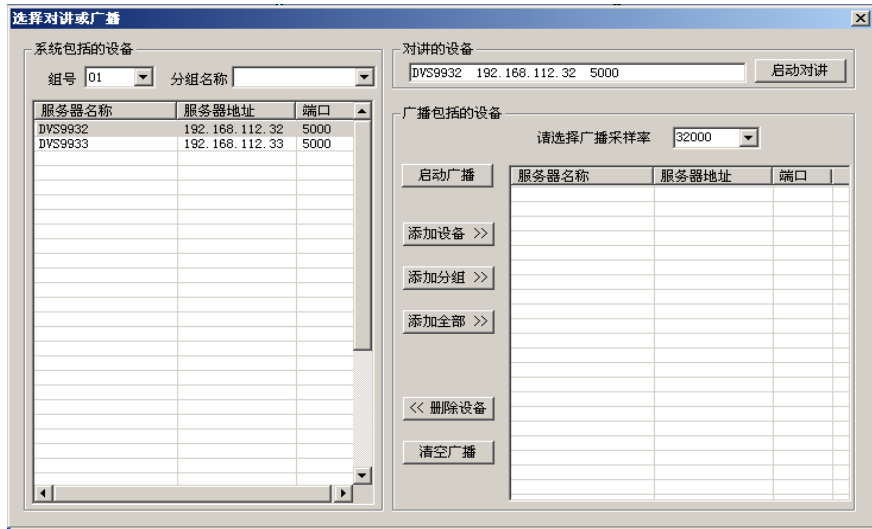 选择对讲或广播
系统包括的设备
组号 01 分组名称
服务器名称 服务器地址 端口
DVS9932 192.168.112.32 5000
DVS9933 192.168.112.33 5000
对讲的设备
DVS9932 192.168.112.32 5000 启动对讲
广播包括的设备
请选择广播采样率 32000
启动广播
服务器名称 服务器地址 端口
添加设备 >>
添加分组 >>
添加全部 >>
<< 删除设备
清空广播